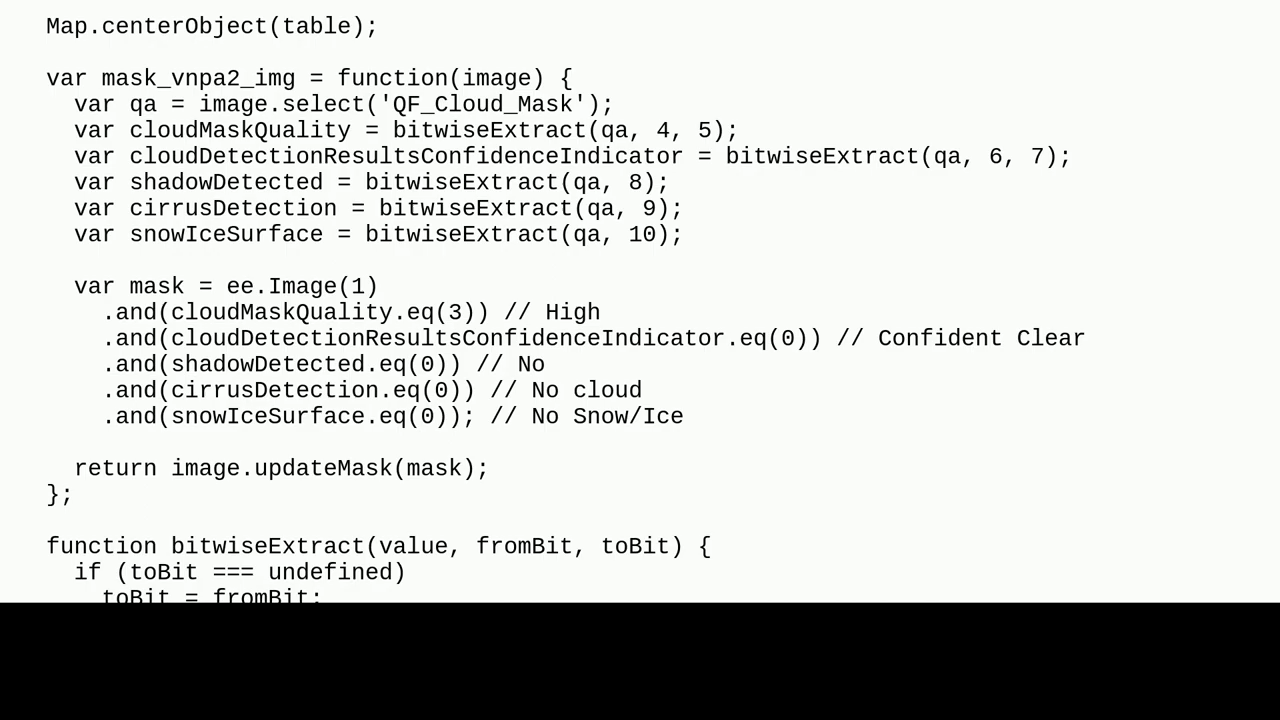 Map.centerObject(table);
var mask_vnpa2_img = function(image) {
  var qa = image.select('QF_Cloud_Mask');
  var cloudMaskQuality = bitwiseExtract(qa, 4, 5);
  var cloudDetectionResultsConfidenceIndicator = bitwiseExtract(qa, 6, 7);
  var shadowDetected = bitwiseExtract(qa, 8);
  var cirrusDetection = bitwiseExtract(qa, 9);
  var snowIceSurface = bitwiseExtract(qa, 10);
  var mask = ee.Image(1)
    .and(cloudMaskQuality.eq(3)) // High
    .and(cloudDetectionResultsConfidenceIndicator.eq(0)) // Confident Clear
    .and(shadowDetected.eq(0)) // No
    .and(cirrusDetection.eq(0)) // No cloud
    .and(snowIceSurface.eq(0)); // No Snow/Ice
  return image.updateMask(mask);
};
function bitwiseExtract(value, fromBit, toBit) {
  if (toBit === undefined)
    toBit = fromBit;